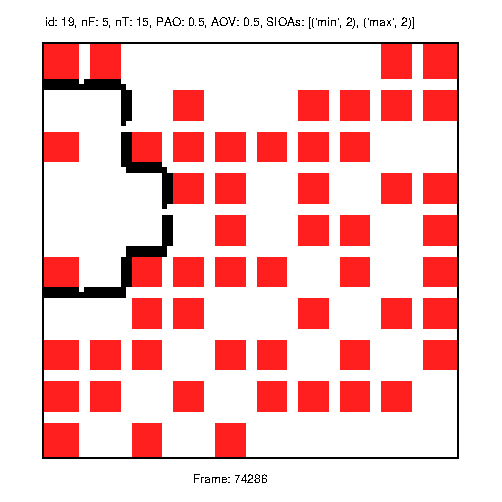 id: 19, nF: 5, nT: 15, PAO: 0.5, AOV: 0.5, SIOAs: [('min', 2), ('max', 2)]
Frame: 74286